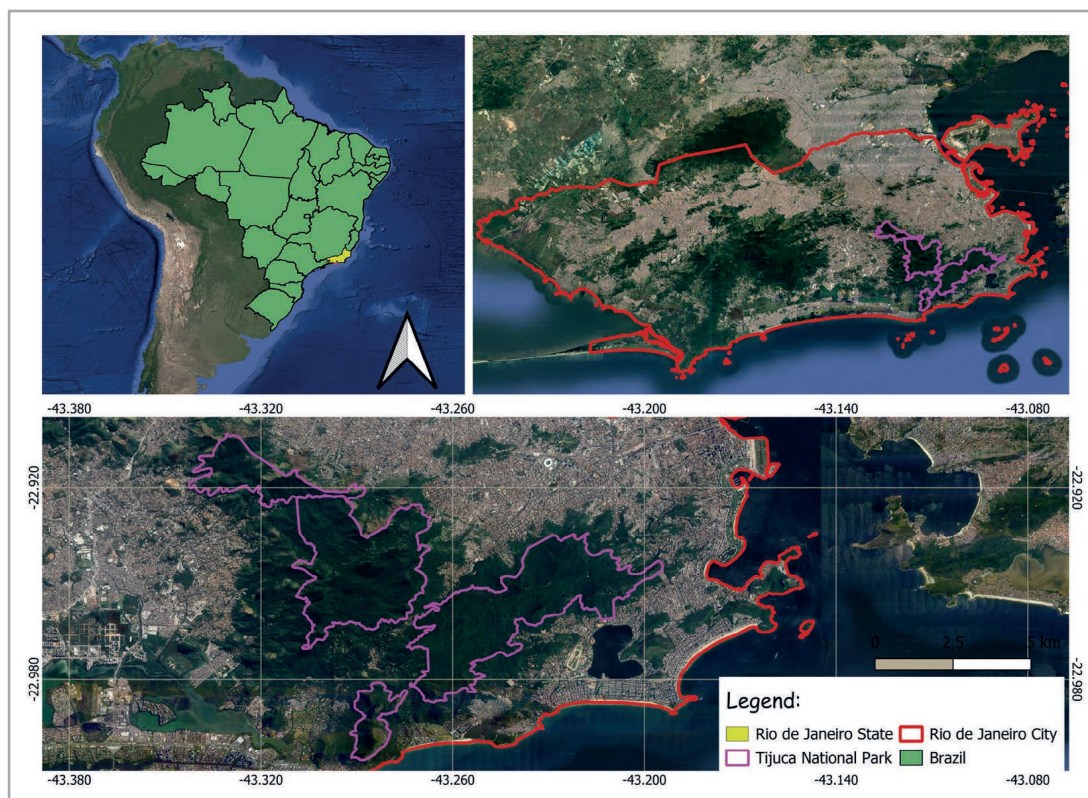 -43.380 -43.320 -43.260 -43.200 -43.140 -43.080
-22.920 -22.920
0 2,5 5 km
-22.980 -22.980
Legend:
Rio de Janeiro State Rio de Janeiro City
Tijuca National Park Brazil
-43.380 -43.320 -43.260 -43.200 -43.140 -43.080